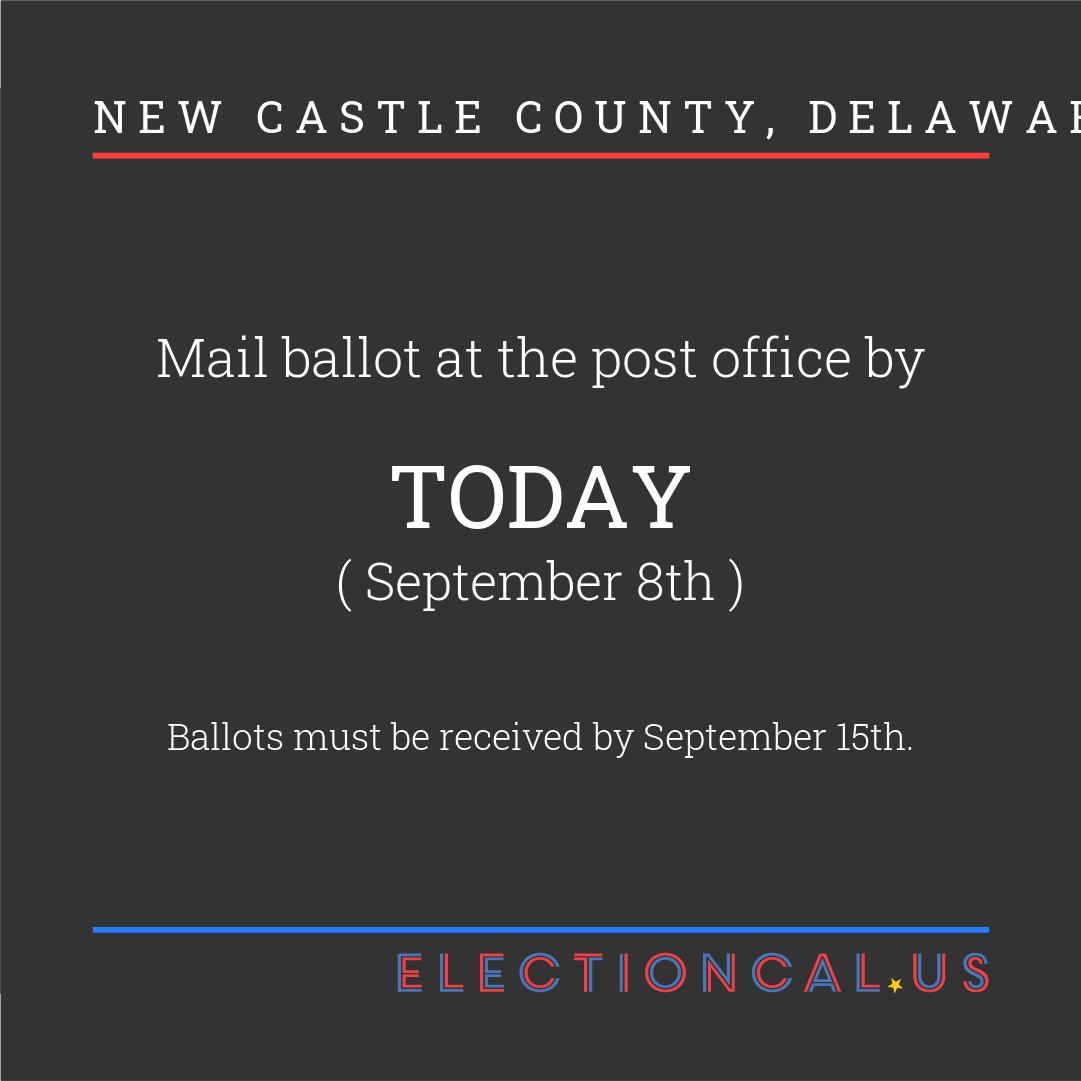 NEW CASTLE COUNTY, DELAWAR
Mail ballot at the post office by
TODAY
( September 8th )
Ballots must be received by September 15th.
ELECTIONCAL.US